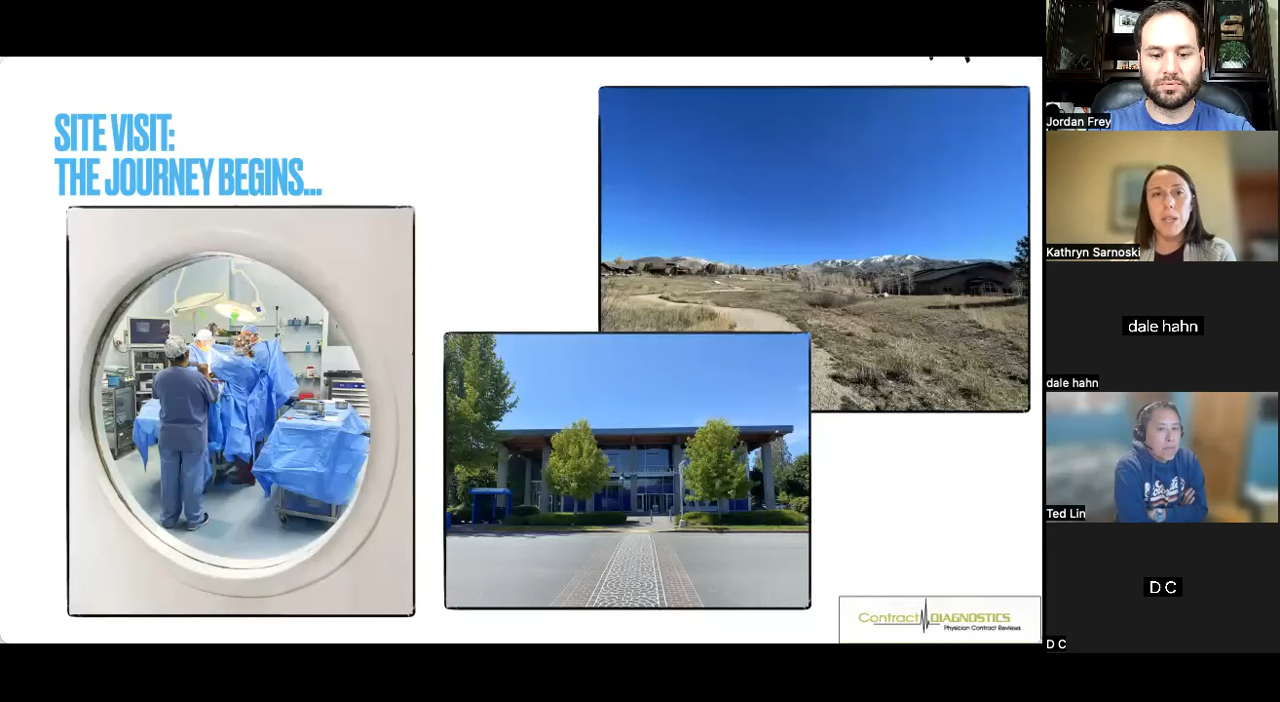 SITE VISIT:
THE JOURNEY BEGINS...
Contract DIAGNOSTICS
Physician Contract Reviews
Jordan Frey
Kathryn Sarnoski
dale hahn
dale hahn
Ted Lin
D C
D C